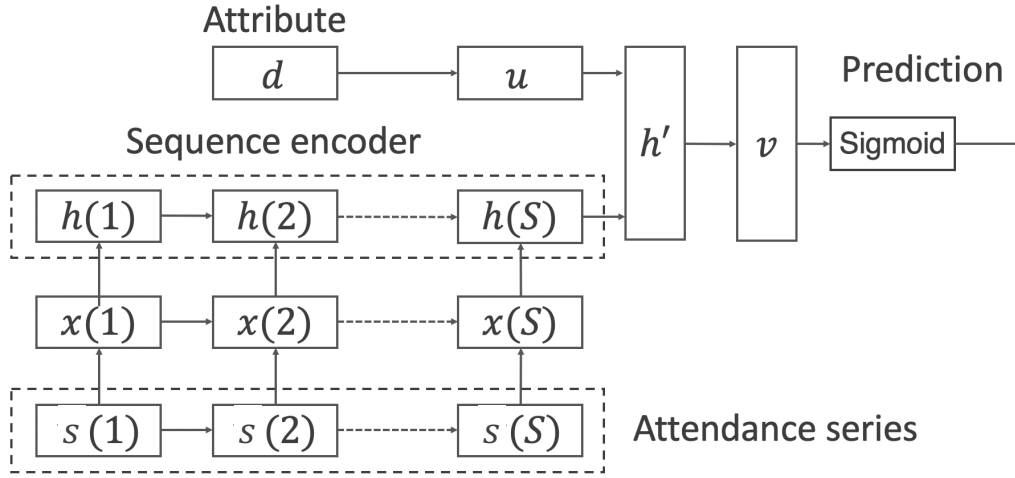 Attribute
d
u
Prediction
h′
v
Sigmoid
Sequence encoder
h(1)
h(2)
h(S)
x(1)
x(2)
x(S)
s (1)
s (2)
s (S)
Attendance series